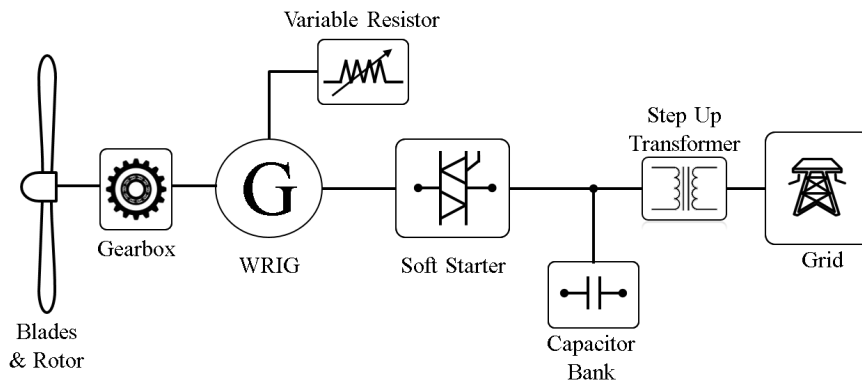 Variable Resistor
Step Up
Transformer
G
Gearbox
WRIG
Soft Starter
Grid
Blades
& Rotor
Capacitor
Bank